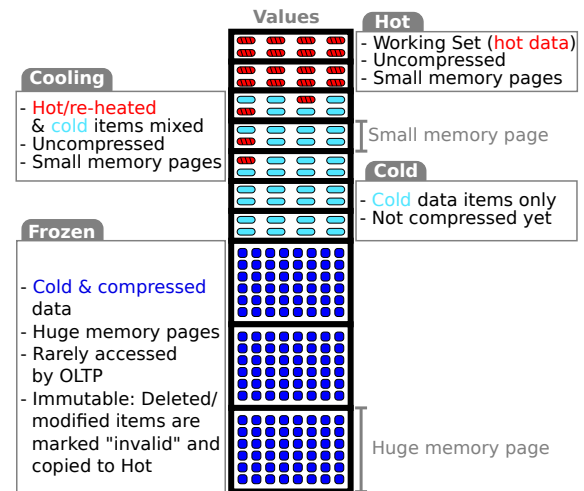 Values
Hot
- Working Set (hot data)
- Uncompressed
- Small memory pages
Cooling
- Hot/re-heated
& cold items mixed
- Uncompressed
- Small memory pages
Small memory page
Cold
- Cold data items only
- Not compressed yet
Frozen
- Cold & compressed
data
- Huge memory pages
- Rarely accessed
by OLTP
- Immutable: Deleted/
modified items are
marked "invalid" and
copied to Hot
Huge memory page